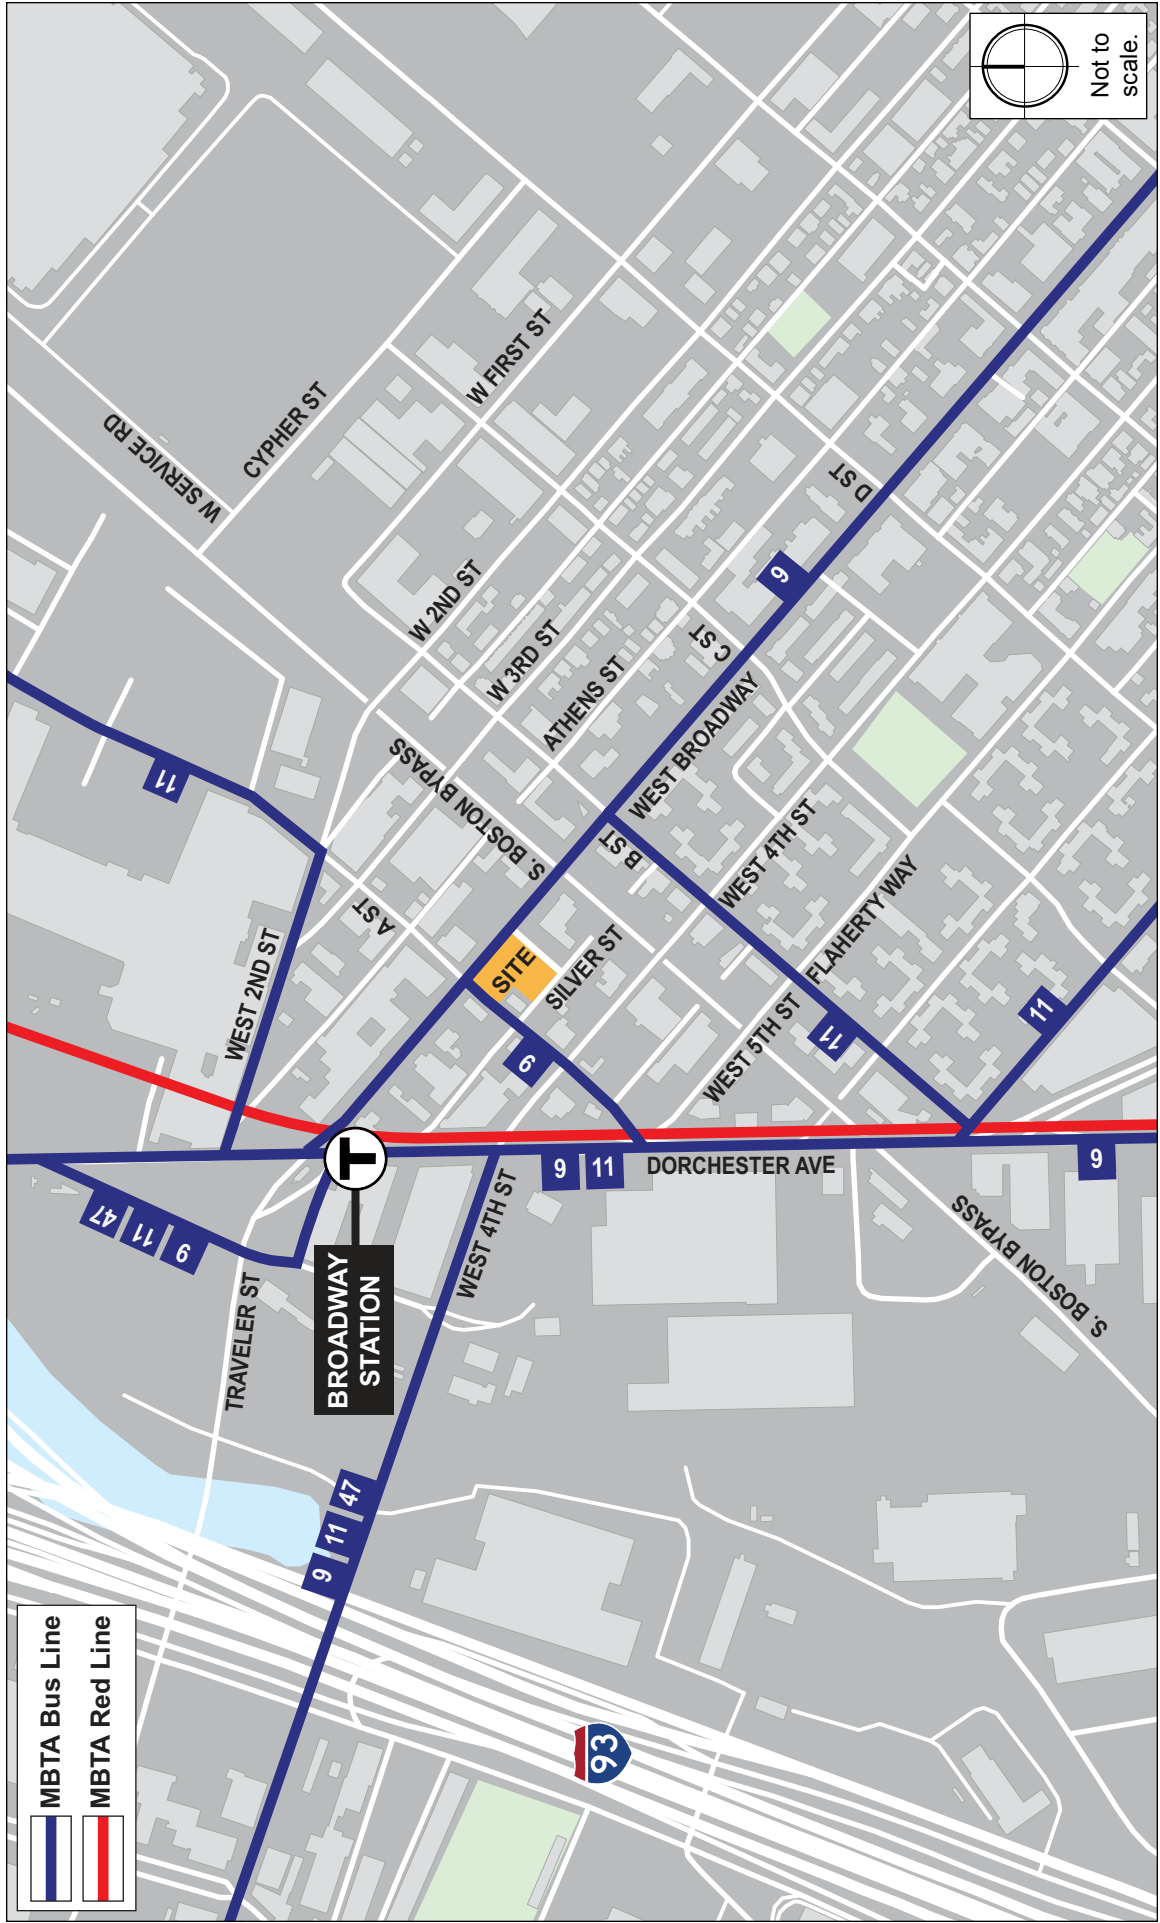 MBTA Bus Line
MBTA Red Line
Not to
scale.
W SERVICE RD
CYPHER ST
W FIRST ST
W 2ND ST
W 3RD ST
ATHENS ST
D ST
C ST
9
11
S. BOSTON BYPASS
WEST BROADWAY
B ST
A ST
WEST 2ND ST
SITE
SILVER ST
WEST 4TH ST
FLAHERTY WAY
WEST 5TH ST
9
11
11
9
11
DORCHESTER AVE
9
47
11
9
TRAVELER ST
BROADWAY
STATION
T
WEST 4TH ST
S. BOSTON BYPASS
9
11
47
93